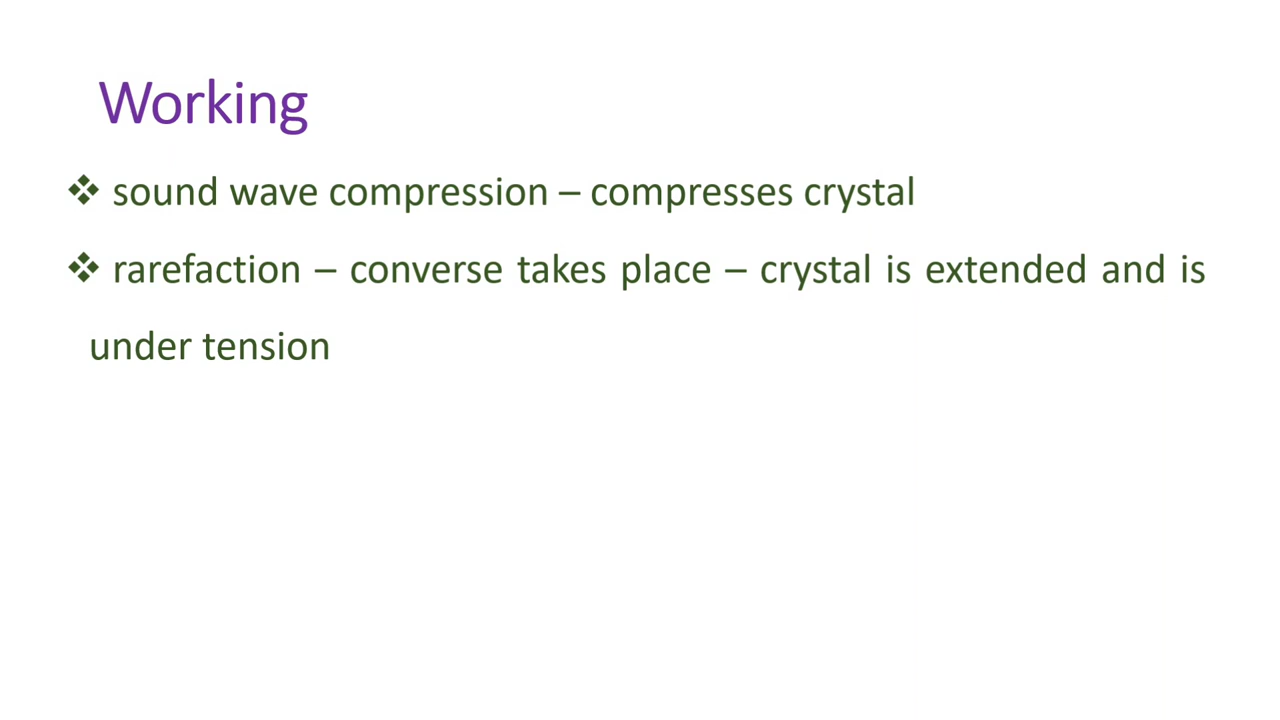 Working
❖ sound wave compression – compresses crystal
❖ rarefaction – converse takes place – crystal is extended and is
under tension